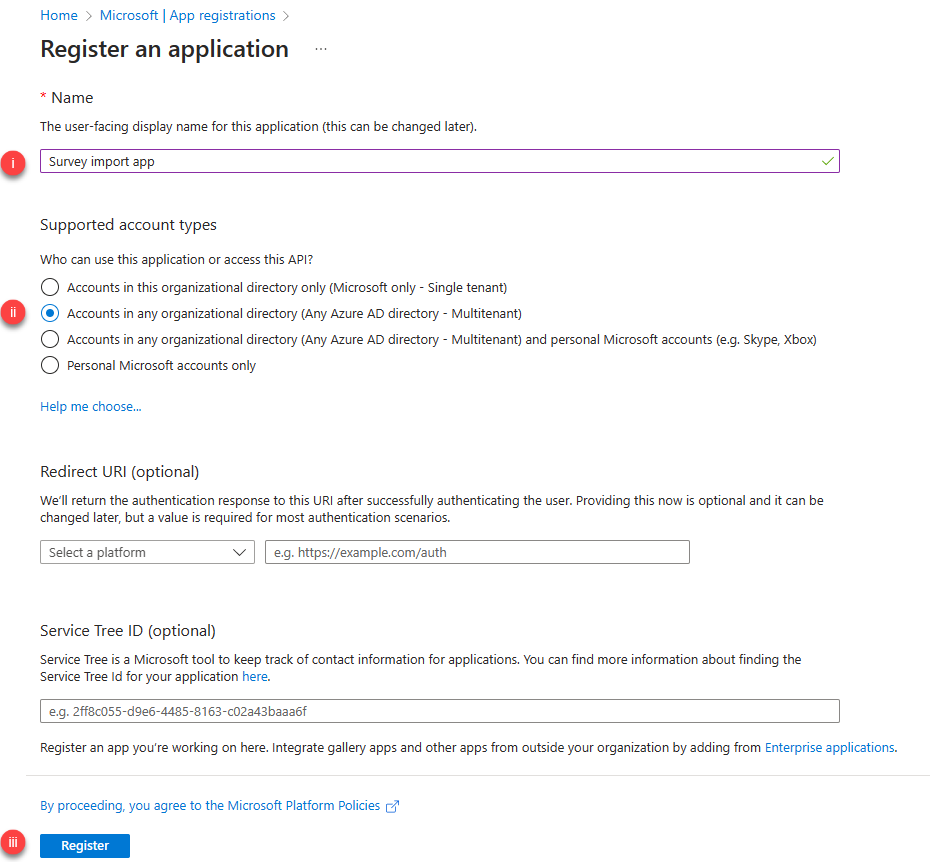 Home > Microsoft | App registrations >
Register an application ...
* Name
The user-facing display name for this application (this can be changed later).
i Survey import app
Supported account types
Who can use this application or access this API?
Accounts in this organizational directory only (Microsoft only - Single tenant)
ii Accounts in any organizational directory (Any Azure AD directory - Multitenant)
Accounts in any organizational directory (Any Azure AD directory - Multitenant) and personal Microsoft accounts (e.g. Skype, Xbox)
Personal Microsoft accounts only
Help me choose...
Redirect URI (optional)
We'll return the authentication response to this URI after successfully authenticating the user. Providing this now is optional and it can be
changed later, but a value is required for most authentication scenarios.
Select a platform e.g. https://example.com/auth
Service Tree ID (optional)
Service Tree is a Microsoft tool to keep track of contact information for applications. You can find more information about finding the
Service Tree Id for your application here.
e.g. 2ff8c055-d9e6-4485-8163-c02a43baaa6f
Register an app you're working on here. Integrate gallery apps and other apps from outside your organization by adding from Enterprise applications.
By proceeding, you agree to the Microsoft Platform Policies
iii Register